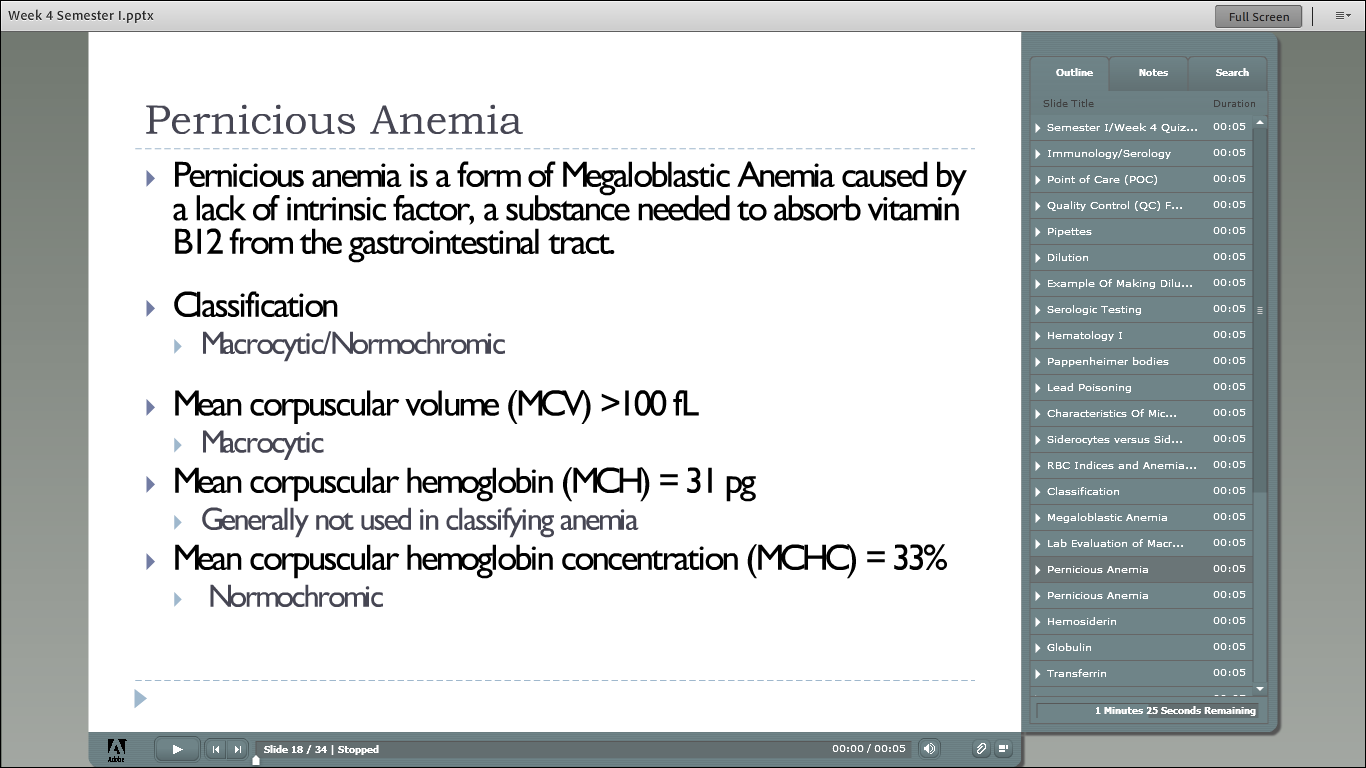 Week 4 Semester I.pptx
Full Screen
Pernicious Anemia
Pernicious anemia is a form of Megaloblastic Anemia caused by
a lack of intrinsic factor, a substance needed to absorb vitamin
B12 from the gastrointestinal tract.
Classification
Macrocytic/Normochromic
Mean corpuscular volume (MCV) >100 fL
Macrocytic
Mean corpuscular hemoglobin (MCH) = 31 pg
Generally not used in classifying anemia
Mean corpuscular hemoglobin concentration (MCHC) = 33%
Normochromic
Outline Notes Search
Slide Title Duration
Semester I/Week 4 Quiz... 00:05
Immunology/Serology 00:05
Point of Care (POC) 00:05
Quality Control (QC) F... 00:05
Pipettes 00:05
Dilution 00:05
Example Of Making Dilu... 00:05
Serologic Testing 00:05
Hematology I 00:05
Pappenheimer bodies 00:05
Lead Poisoning 00:05
Characteristics Of Mic... 00:05
Siderocytes versus Sid... 00:05
RBC Indices and Anemia... 00:05
Classification 00:05
Megaloblastic Anemia 00:05
Lab Evaluation of Macr... 00:05
Pernicious Anemia 00:05
Pernicious Anemia 00:05
Hemosiderin 00:05
Globulin 00:05
Transferrin 00:05
1 Minutes 25 Seconds Remaining
Adobe
Slide 18 / 34 | Stopped
00:00 / 00:05